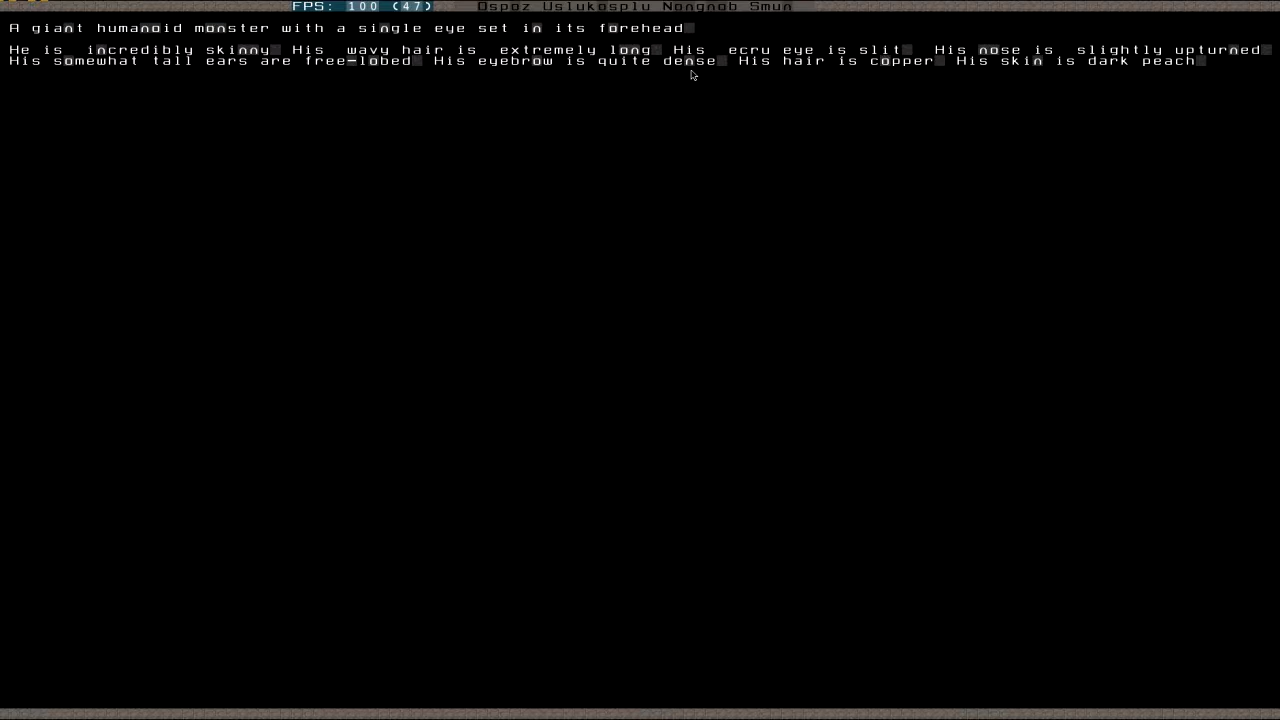 FPS: 100 (47) Ospaz Uslukosplu Nongnob Smun
A giant humanoid monster with a single eye set in its forehead.
He is incredibly skinny. His wavy hair is extremely long. His ecru eye is slit. His nose is slightly upturned.
His somewhat tall ears are free-lobed. His eyebrow is quite dense. His hair is copper. His skin is dark peach.